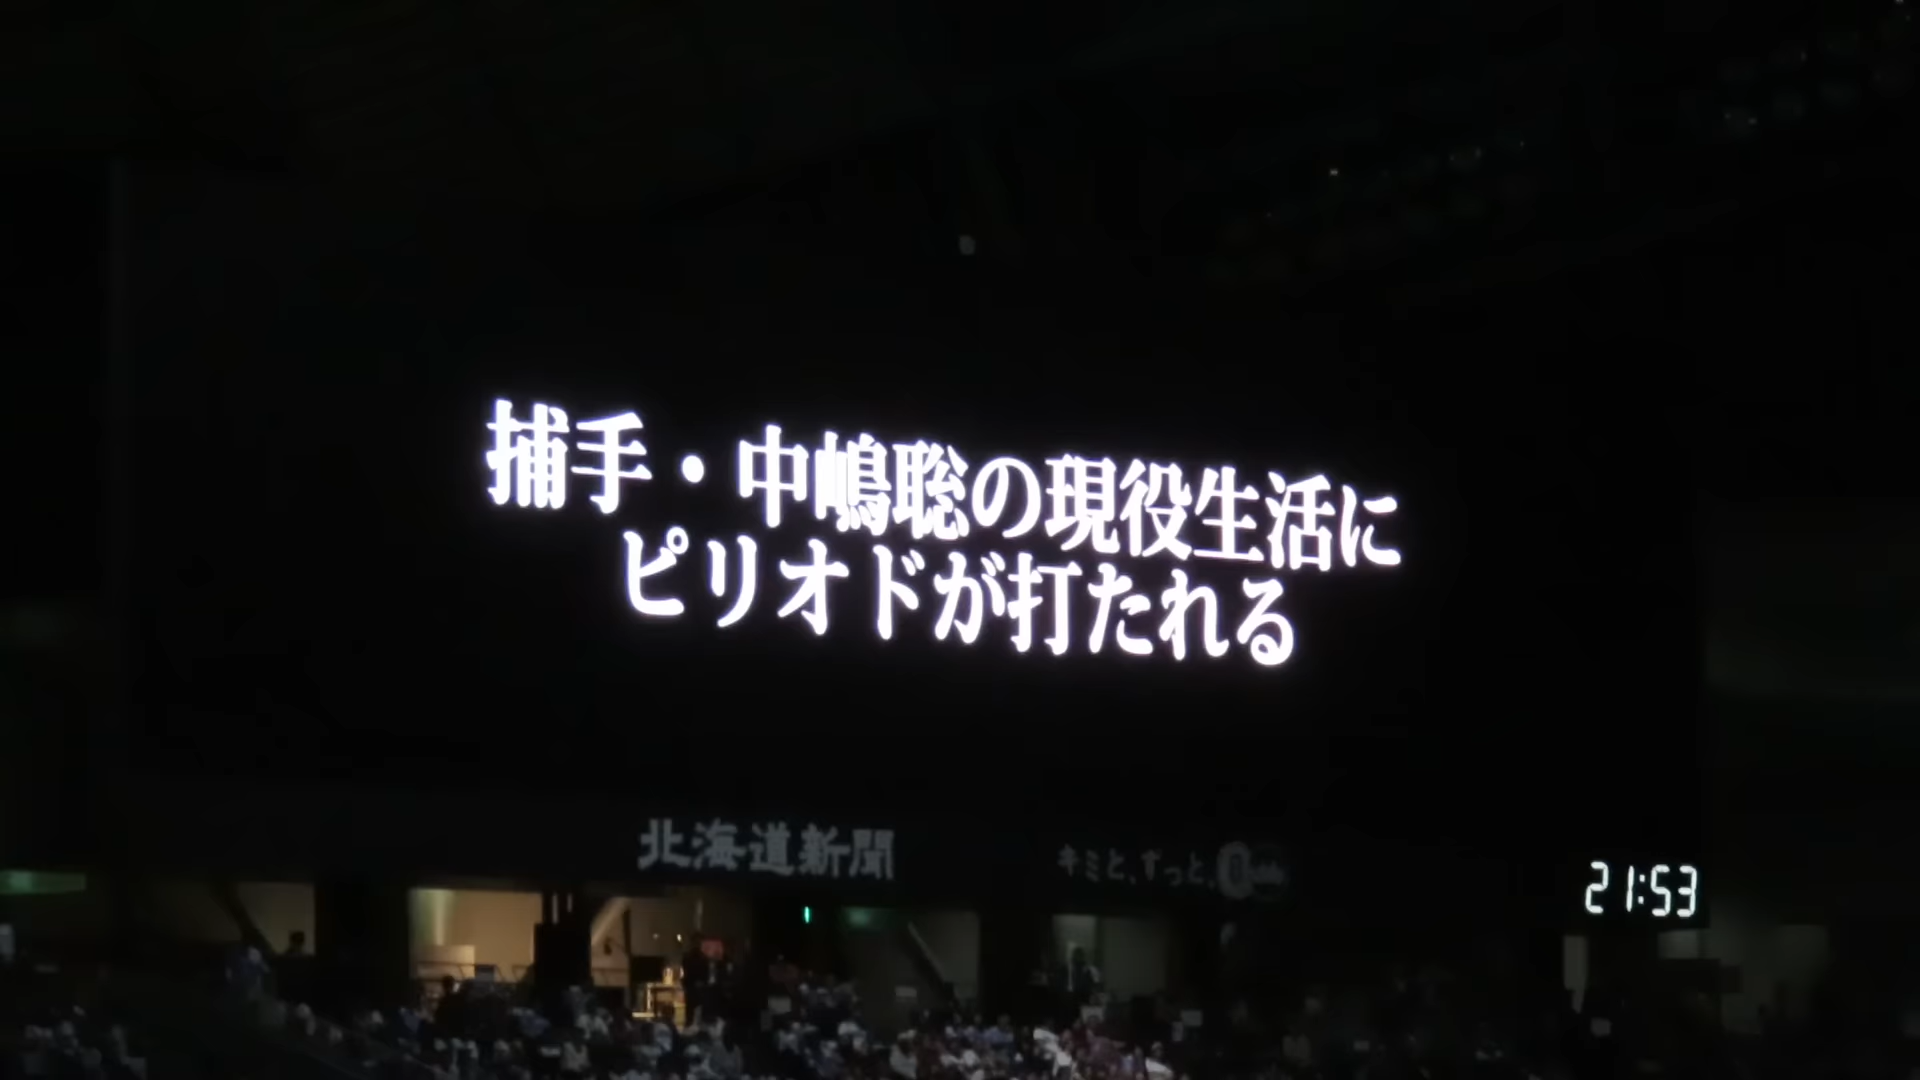 捕手・中嶋聡の現役生活に
ピリオドが打たれる
北海道新聞
キミと、ずっと、
21:53